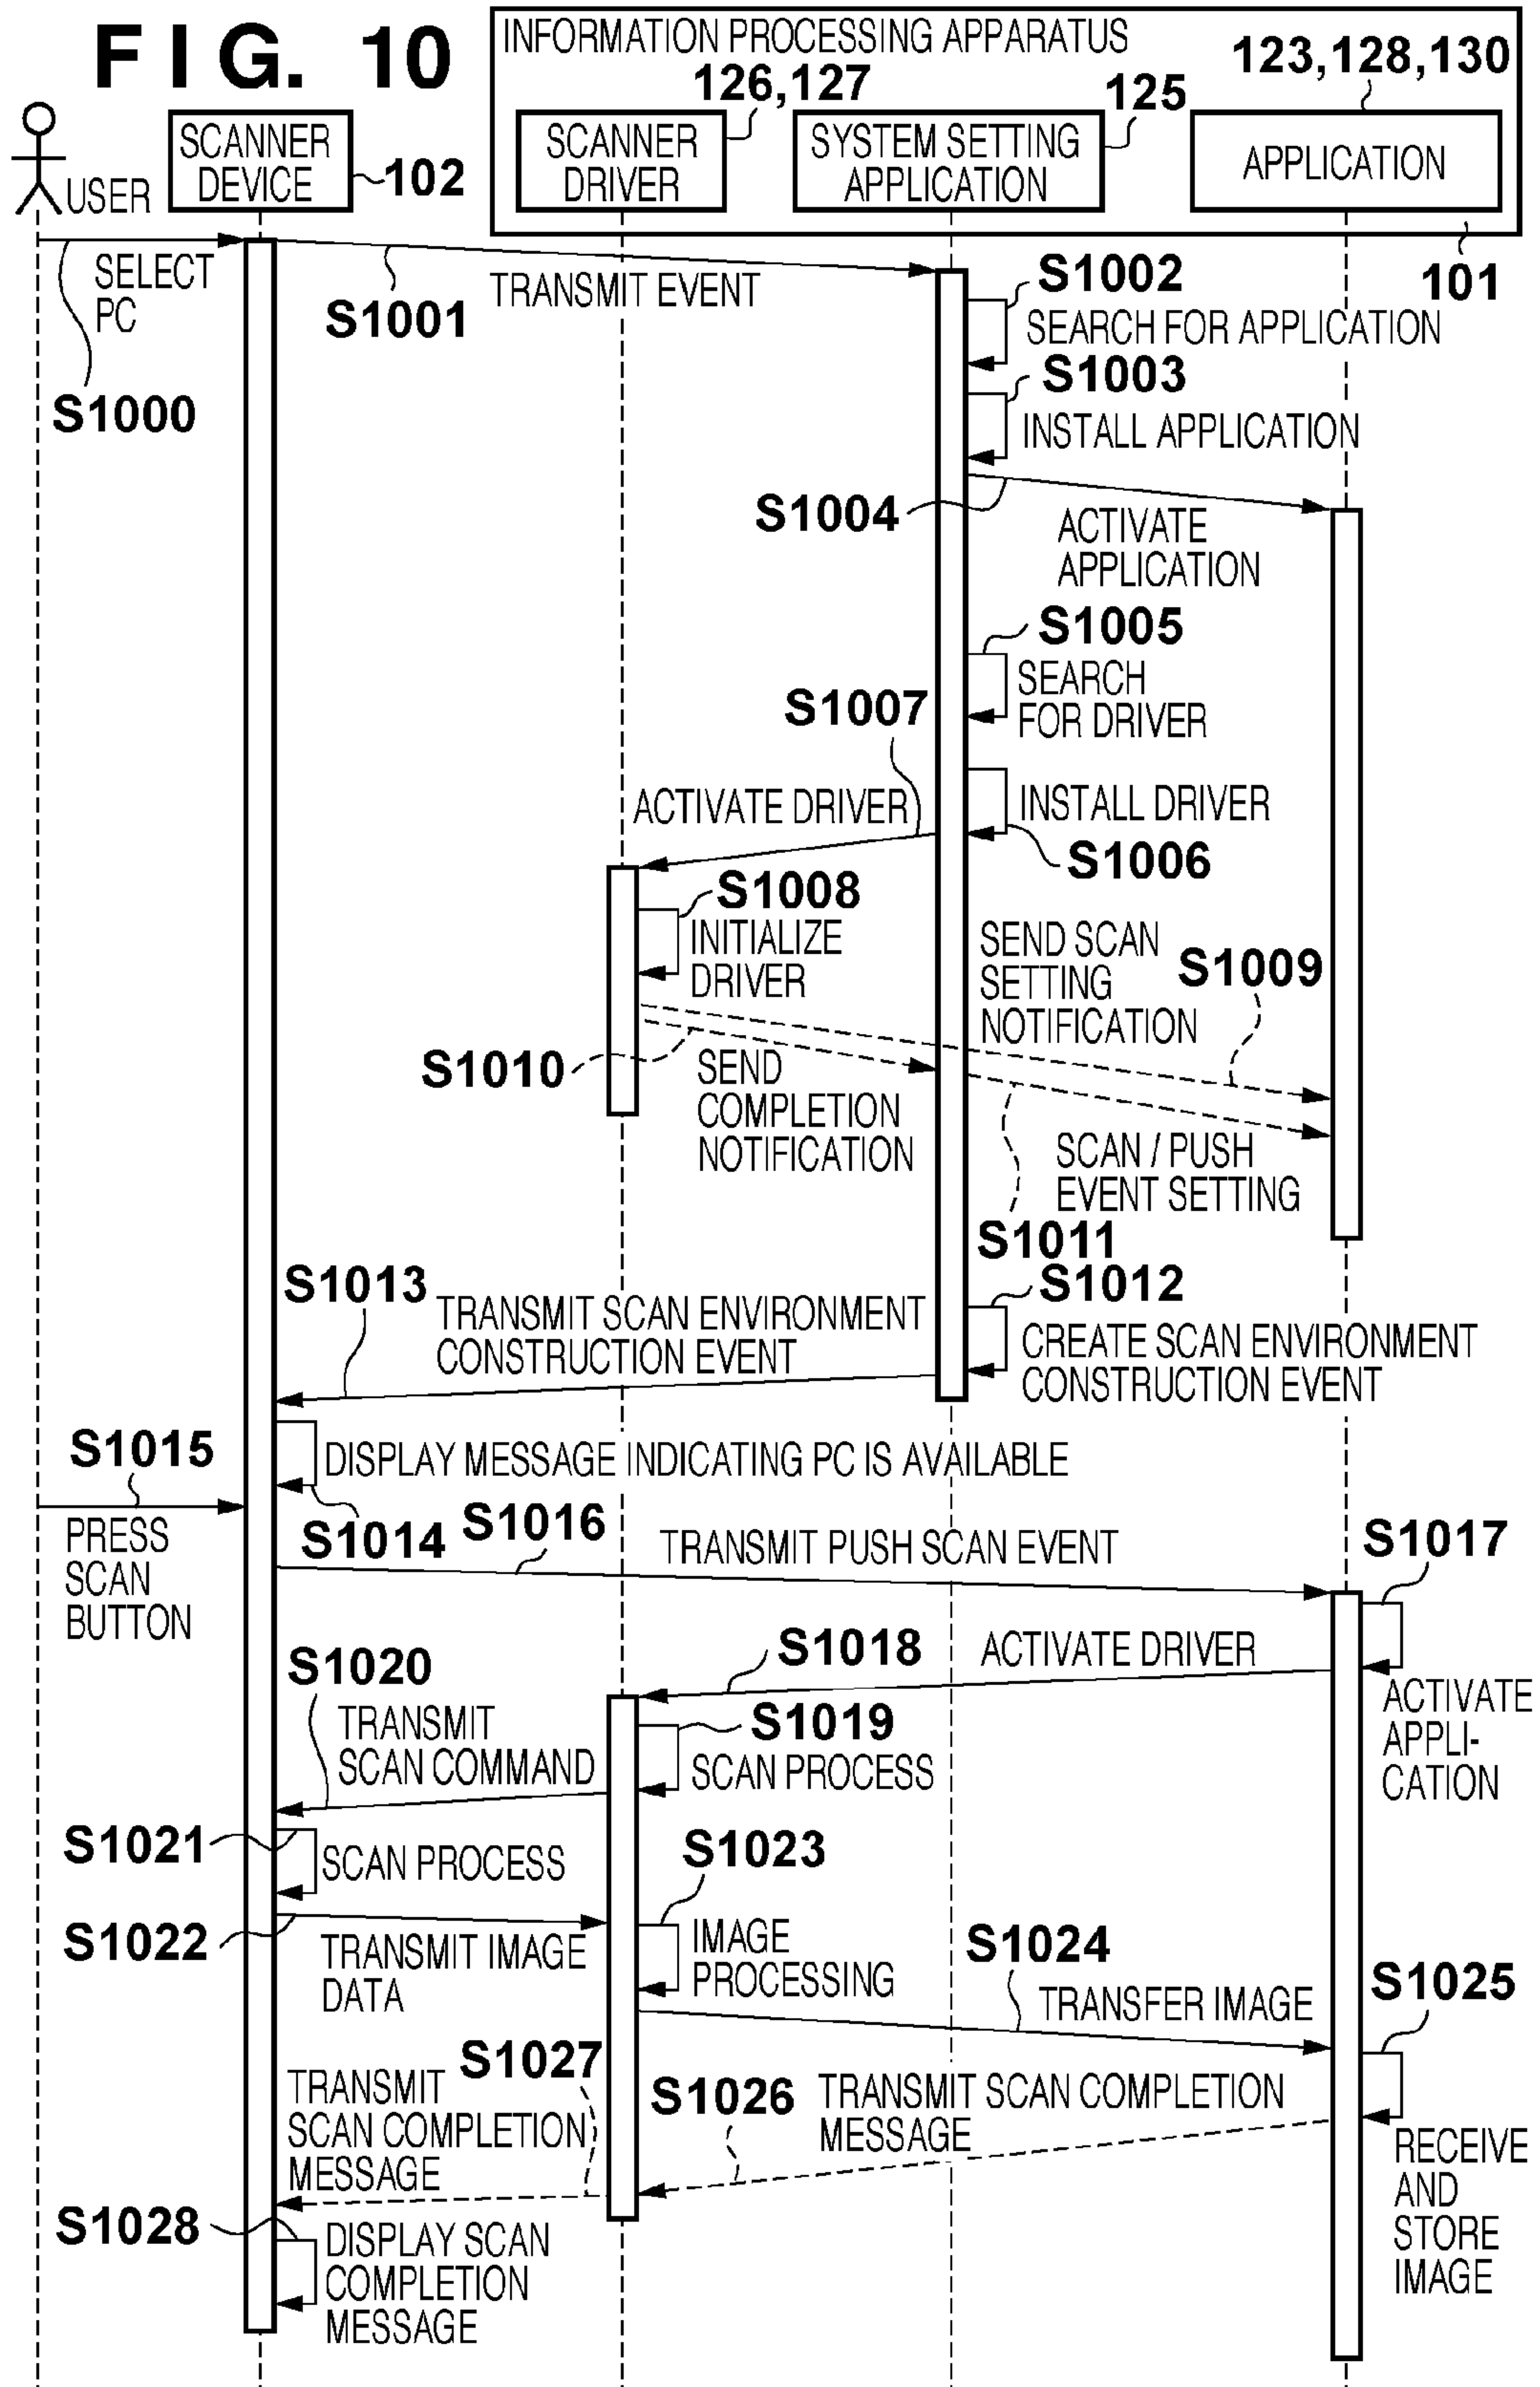 FIG. 10
INFORMATION PROCESSING APPARATUS
126,127
125
123,128,130
USER
SCANNER
DEVICE
102
SCANNER
DRIVER
SYSTEM SETTING
APPLICATION
APPLICATION
101
SELECT
PC
S1000
S1001
TRANSMIT EVENT
S1002
SEARCH FOR APPLICATION
S1003
INSTALL APPLICATION
S1004
ACTIVATE
APPLICATION
S1005
SEARCH
FOR DRIVER
S1007
ACTIVATE DRIVER
INSTALL DRIVER
S1006
S1008
INITIALIZE
DRIVER
SEND SCAN
SETTING
NOTIFICATION
S1009
S1010
SEND
COMPLETION
NOTIFICATION
SCAN / PUSH
EVENT SETTING
S1011
S1012
CREATE SCAN ENVIRONMENT
CONSTRUCTION EVENT
S1013
TRANSMIT SCAN ENVIRONMENT
CONSTRUCTION EVENT
DISPLAY MESSAGE INDICATING PC IS AVAILABLE
S1014
S1015
PRESS
SCAN
BUTTON
S1016
TRANSMIT PUSH SCAN EVENT
S1017
ACTIVATE
APPLI-
CATION
S1018
ACTIVATE DRIVER
S1019
SCAN PROCESS
S1020
TRANSMIT
SCAN COMMAND
S1021
SCAN PROCESS
S1022
TRANSMIT IMAGE
DATA
S1023
IMAGE
PROCESSING
S1024
TRANSFER IMAGE
S1025
RECEIVE
AND
STORE
IMAGE
S1026
TRANSMIT SCAN COMPLETION
MESSAGE
S1027
TRANSMIT
SCAN COMPLETION
MESSAGE
S1028
DISPLAY SCAN
COMPLETION
MESSAGE